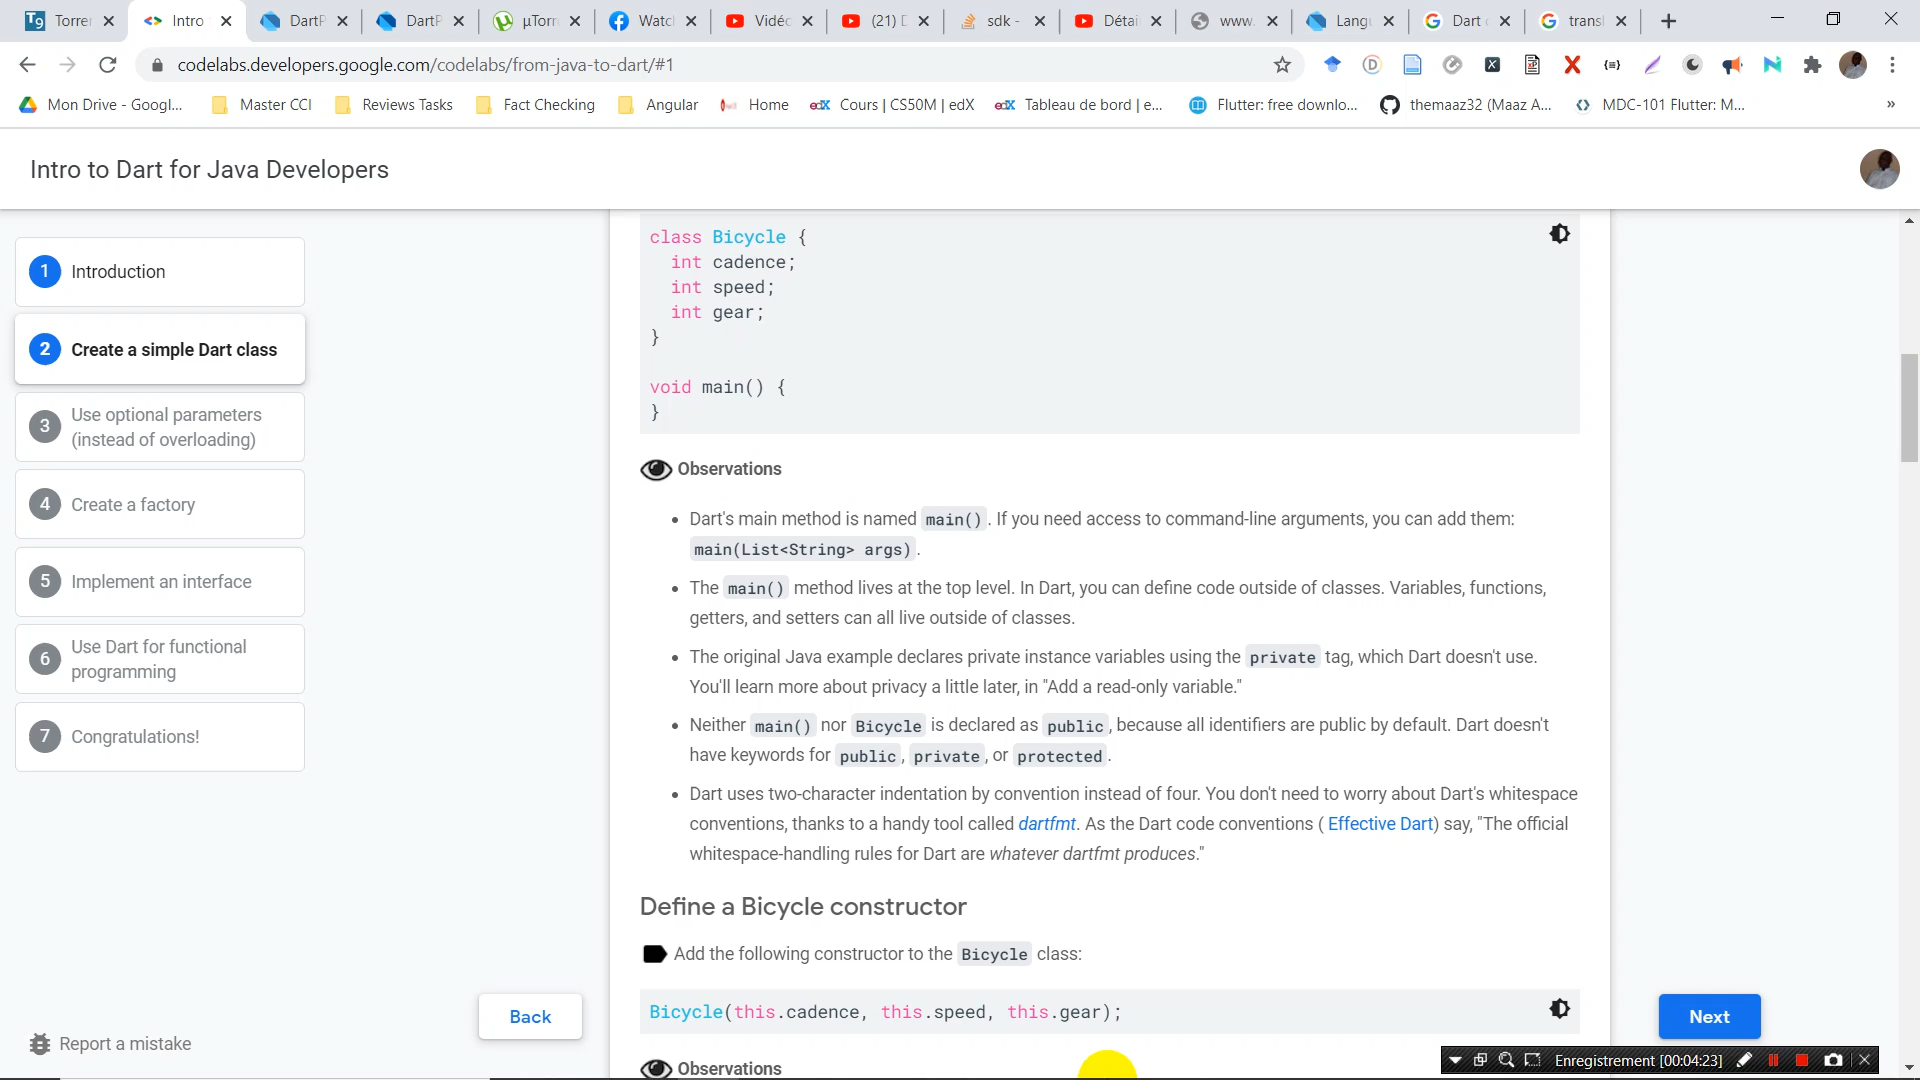 Torrer
Intro
DartP
DartP
µTorr
Watch
Vidéo
(21) D
sdk -
Détai
www.
Langu
Dart
trans
codelabs.developers.google.com/codelabs/from-java-to-dart/#1
Mon Drive - Googl...
Master CCI
Reviews Tasks
Fact Checking
Angular
Home
Cours | CS50M | edX
Tableau de bord | e...
Flutter: free downlo...
themaaz32 (Maaz A...
MDC-101 Flutter: M...
»
Intro to Dart for Java Developers
1 Introduction
2 Create a simple Dart class
3 Use optional parameters
(instead of overloading)
4 Create a factory
5 Implement an interface
6 Use Dart for functional
programming
7 Congratulations!
Report a mistake
class Bicycle {
int cadence;
int speed;
int gear;
}
void main() {
}
Observations
• Dart's main method is named main(). If you need access to command-line arguments, you can add them:
main(List<String> args).
• The main() method lives at the top level. In Dart, you can define code outside of classes. Variables, functions,
getters, and setters can all live outside of classes.
• The original Java example declares private instance variables using the private tag, which Dart doesn't use.
You'll learn more about privacy a little later, in "Add a read-only variable."
• Neither main() nor Bicycle is declared as public, because all identifiers are public by default. Dart doesn't
have keywords for public, private, or protected.
• Dart uses two-character indentation by convention instead of four. You don't need to worry about Dart's whitespace
conventions, thanks to a handy tool called dartfmt. As the Dart code conventions ( Effective Dart) say, "The official
whitespace-handling rules for Dart are whatever dartfmt produces."
Define a Bicycle constructor
Add the following constructor to the Bicycle class:
Bicycle(this.cadence, this.speed, this.gear);
Observations
Back
Next
Enregistrement [00:04:23]